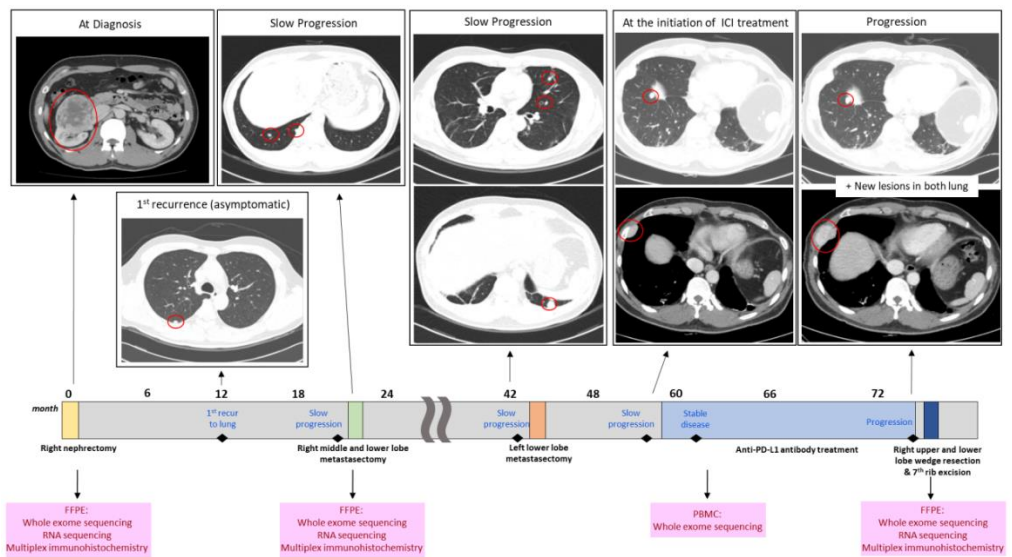 At Diagnosis
Slow Progression
Slow Progression
At the initiation of ICI treatment
Progression
+ New lesions in both lung
1st recurrence (asymptomatic)
0 6 12 18 24 42 48 60 66 72
month
1st recur
to lung
Slow
progression
Slow
progression
Slow
progression
Stable
disease
Progression
Right nephrectomy
Right middle and lower lobe
metastasectomy
Left lower lobe
metastasectomy
Anti-PD-L1 antibody treatment
Right upper and lower
lobe wedge resection
& 7th rib excision
FFPE:
Whole exome sequencing
RNA sequencing
Multiplex immunohistochemistry
FFPE:
Whole exome sequencing
RNA sequencing
Multiplex immunohistochemistry
PBMC:
Whole exome sequencing
FFPE:
Whole exome sequencing
RNA sequencing
Multiplex immunohistochemistry